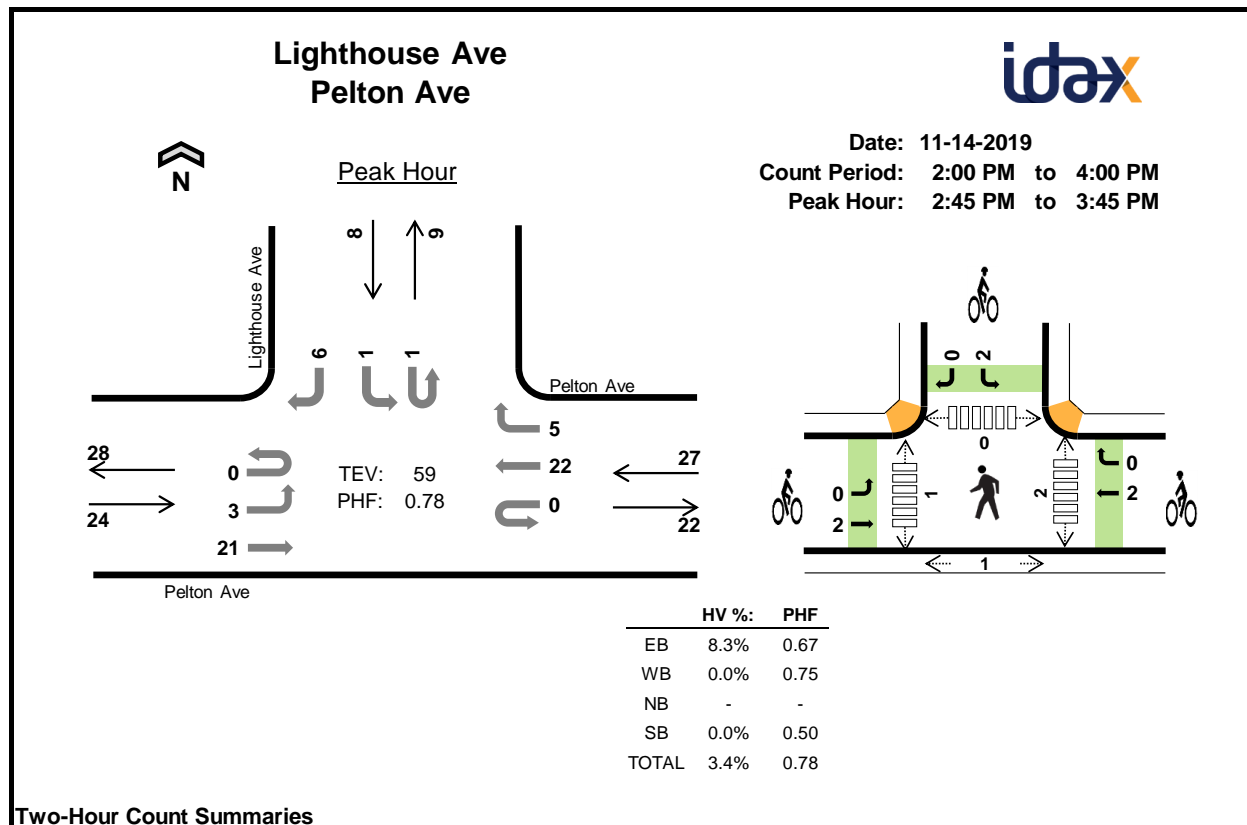 Lighthouse Ave
Pelton Ave
idax
Date: 11-14-2019
Count Period: 2:00 PM to 4:00 PM
Peak Hour: 2:45 PM to 3:45 PM
N
Peak Hour
8 9
Lighthouse Ave
6 1 1
Pelton Ave
5
28
0
TEV: 59
22
27
24
3
PHF: 0.78
0
22
21
Pelton Ave
0 2
0
0
2
1
2
0
2
1
HV %: PHF
EB 8.3% 0.67
WB 0.0% 0.75
NB - -
SB 0.0% 0.50
TOTAL 3.4% 0.78
Two-Hour Count Summaries